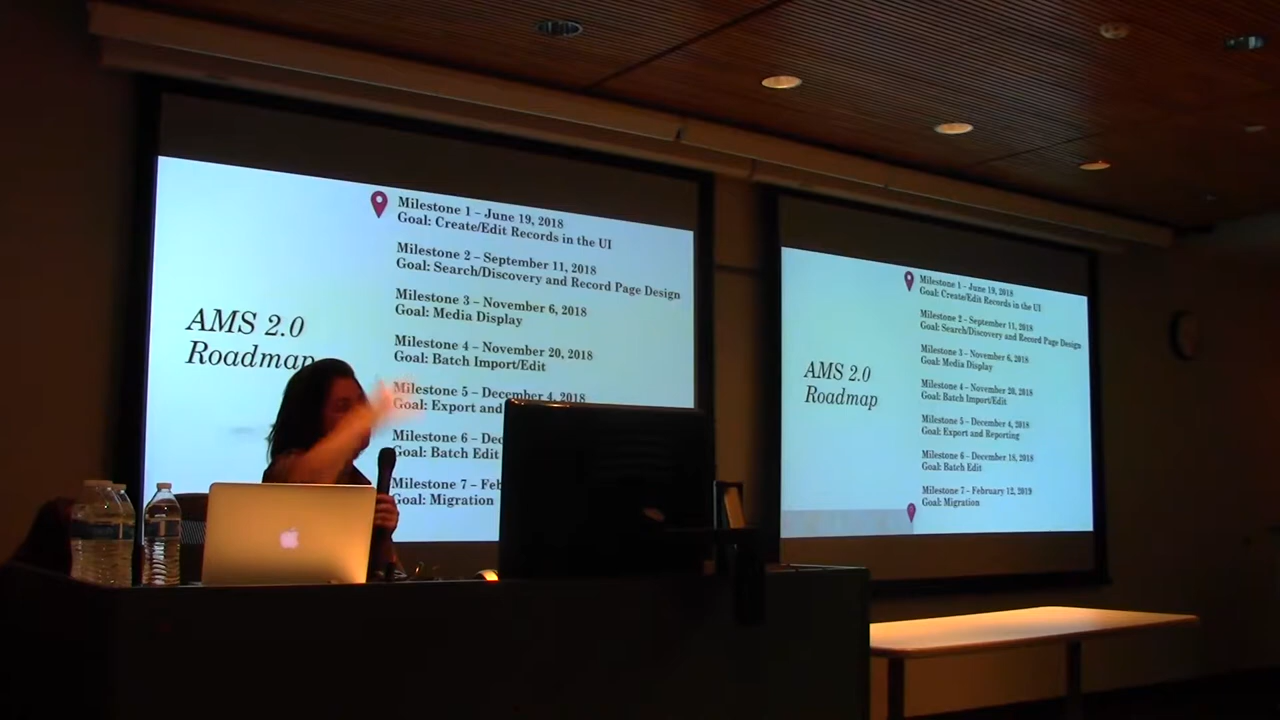 AMS 2.0
Roadmap
Milestone 1 – June 19, 2018
Goal: Create/Edit Records in the UI
Milestone 2 – September 11, 2018
Goal: Search/Discovery and Record Page Design
Milestone 3 – November 6, 2018
Goal: Media Display
Milestone 4 – November 20, 2018
Goal: Batch Import/Edit
Milestone 5 – December 4, 2018
Goal: Export and
Milestone 6 – Dec
Goal: Batch Edit
Milestone 7 – Feb
Goal: Migration
AMS 2.0
Roadmap
Milestone 1 – June 19, 2018
Goal: Create/Edit Records in the UI
Milestone 2 – September 11, 2018
Goal: Search/Discovery and Record Page Design
Milestone 3 – November 6, 2018
Goal: Media Display
Milestone 4 – November 20, 2018
Goal: Batch Import/Edit
Milestone 5 – December 4, 2018
Goal: Export and Reporting
Milestone 6 – December 18, 2018
Goal: Batch Edit
Milestone 7 – February 12, 2019
Goal: Migration